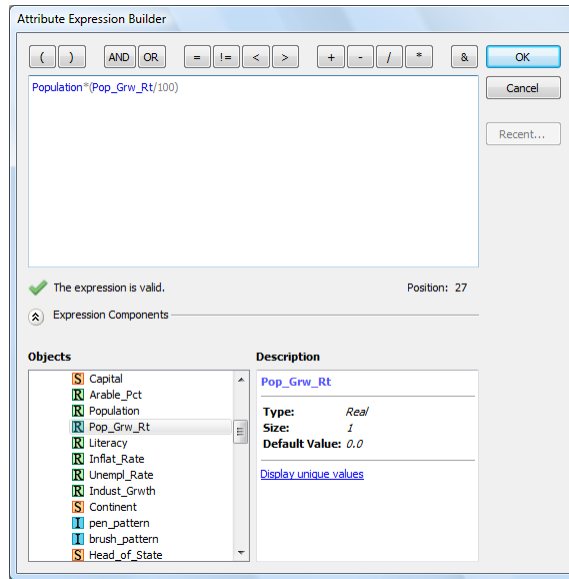 Attribute Expression Builder
( ) AND OR = != < > + - / * & OK
Population*(Pop_Grw_Rt/100)
Cancel
Recent...
The expression is valid. Position: 27
Expression Components
Objects Description
S Capital
R Arable_Pct
R Population
R Pop_Grw_Rt
R Literacy
R Inflat_Rate
R Unempl_Rate
R Indust_Grwth
S Continent
I pen_pattern
I brush_pattern
S Head_of_State
Pop_Grw_Rt
Type: Real
Size: 1
Default Value: 0.0
Display unique values